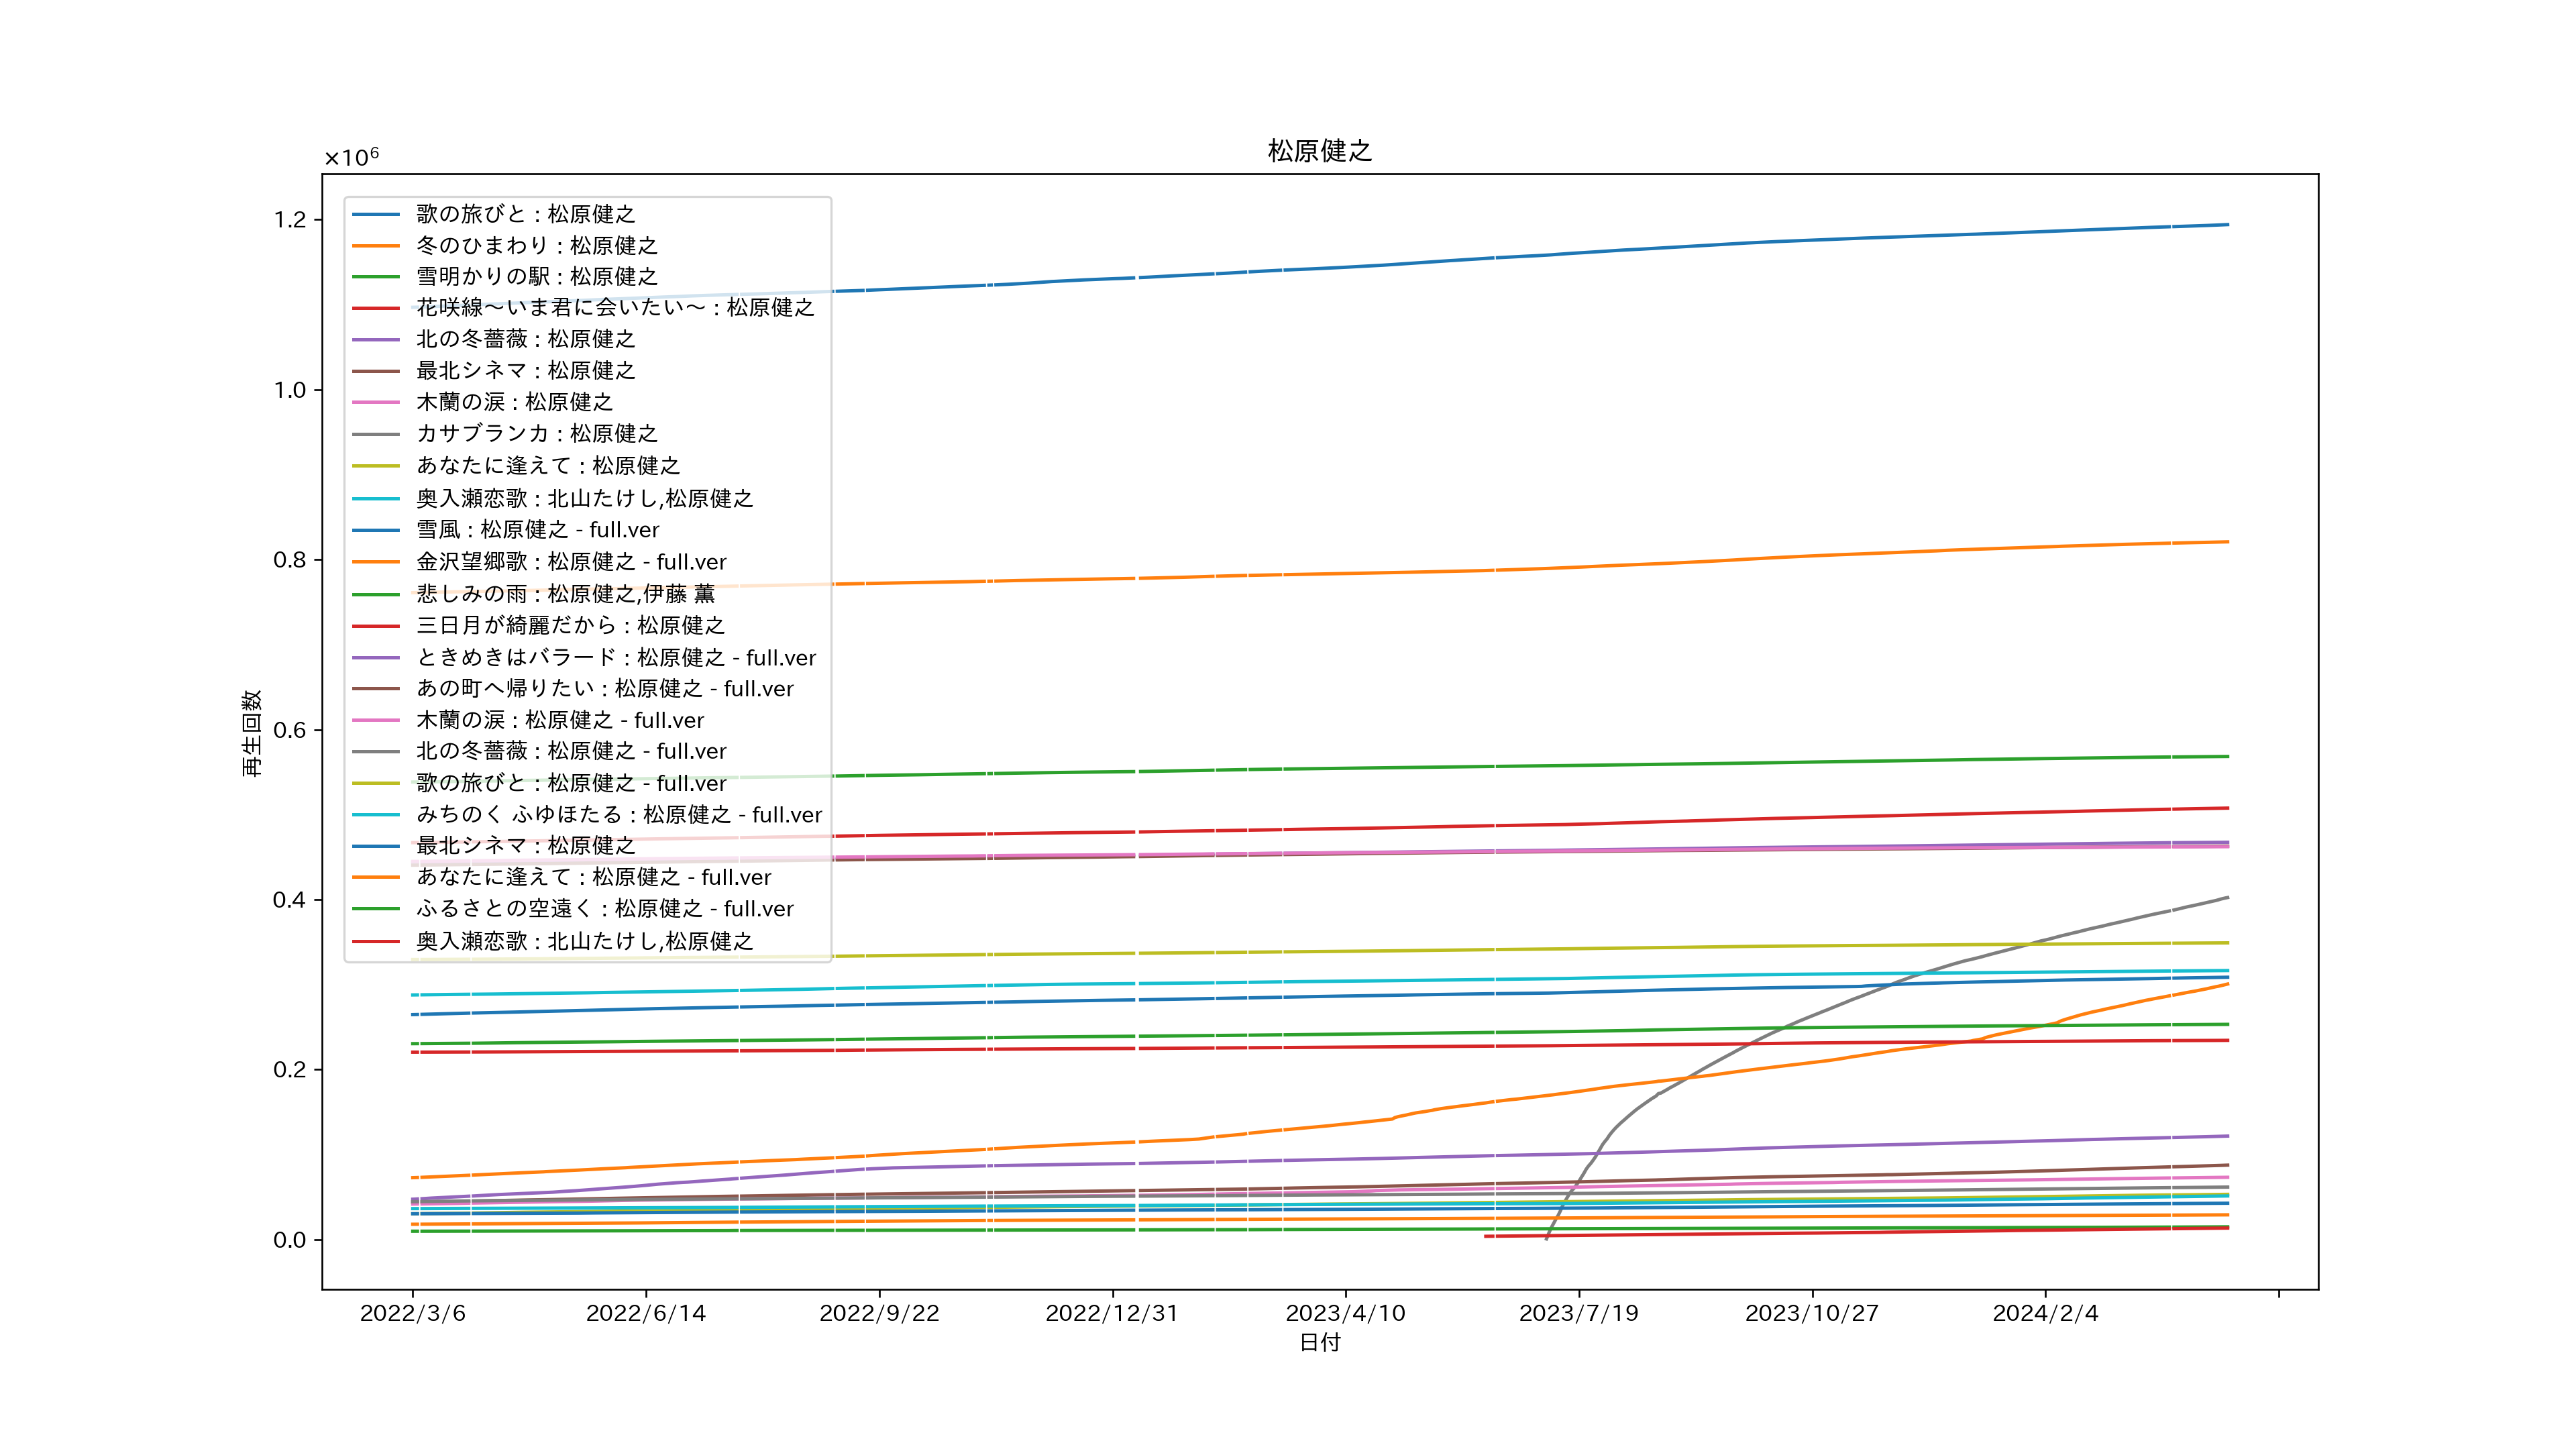 松原健之
×10⁶
1.2
1.0
0.8
0.6
0.4
0.2
0.0
再生回数
歌の旅びと : 松原健之
冬のひまわり : 松原健之
雪明かりの駅 : 松原健之
花咲線～いま君に会いたい～ : 松原健之
北の冬薔薇 : 松原健之
最北シネマ : 松原健之
木蘭の涙 : 松原健之
カサブランカ : 松原健之
あなたに逢えて : 松原健之
奥入瀬恋歌 : 北山たけし,松原健之
雪風 : 松原健之 - full.ver
金沢望郷歌 : 松原健之 - full.ver
悲しみの雨 : 松原健之,伊藤 薫
三日月が綺麗だから : 松原健之
ときめきはバラード : 松原健之 - full.ver
あの町へ帰りたい : 松原健之 - full.ver
木蘭の涙 : 松原健之 - full.ver
北の冬薔薇 : 松原健之 - full.ver
歌の旅びと : 松原健之 - full.ver
みちのく ふゆほたる : 松原健之 - full.ver
最北シネマ : 松原健之
あなたに逢えて : 松原健之 - full.ver
ふるさとの空遠く : 松原健之 - full.ver
奥入瀬恋歌 : 北山たけし,松原健之
2022/3/6 2022/6/14 2022/9/22 2022/12/31 2023/4/10 2023/7/19 2023/10/27 2024/2/4
日付